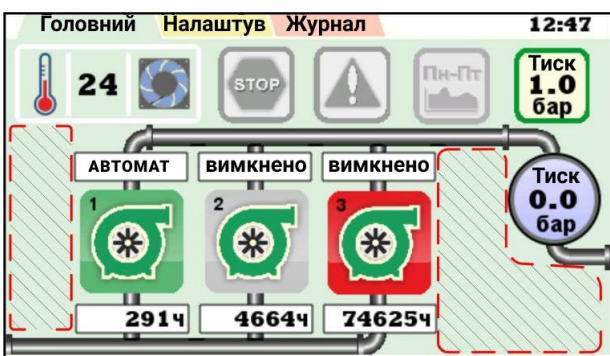 Головний Налаштув Журнал 12:47
24 STOP Пн-Пт Тиск
1.0
бар
АВТОМАТ вимкнено вимкнено
Тиск
0.0
бар
1 2 3
291ч 4664ч 74625ч